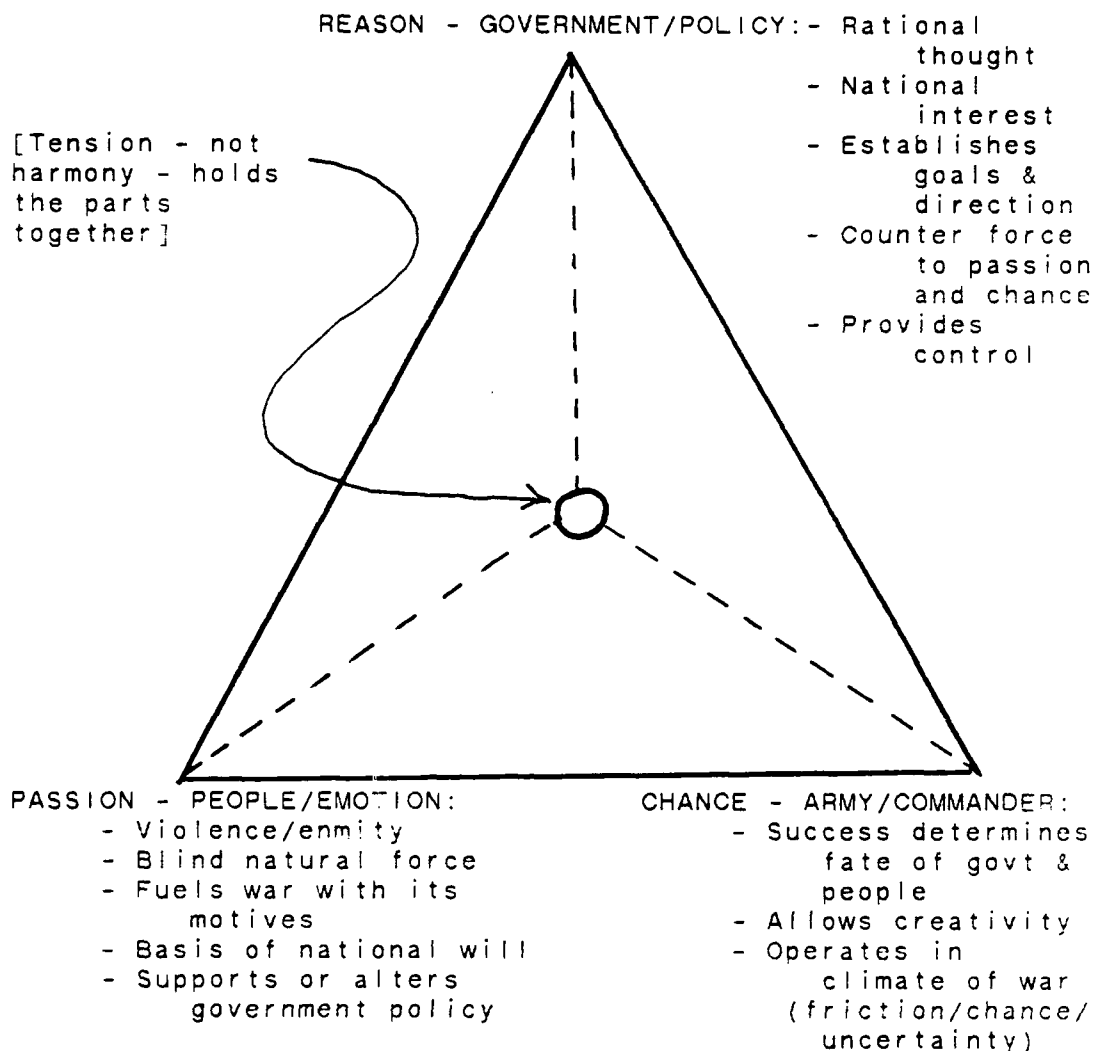 REASON - GOVERNMENT/POLICY: - Rational
thought
- National
interest
- Establishes
goals &
direction
- Counter force
to passion
and chance
- Provides
control
[Tension - not
harmony - holds
the parts
together]
PASSION - PEOPLE/EMOTION:
- Violence/enmity
- Blind natural force
- Fuels war with its
motives
- Basis of national will
- Supports or alters
government policy
CHANCE - ARMY/COMMANDER:
- Success determines
fate of govt &
people
- Allows creativity
- Operates in
climate of war
(friction/chance/
uncertainty)